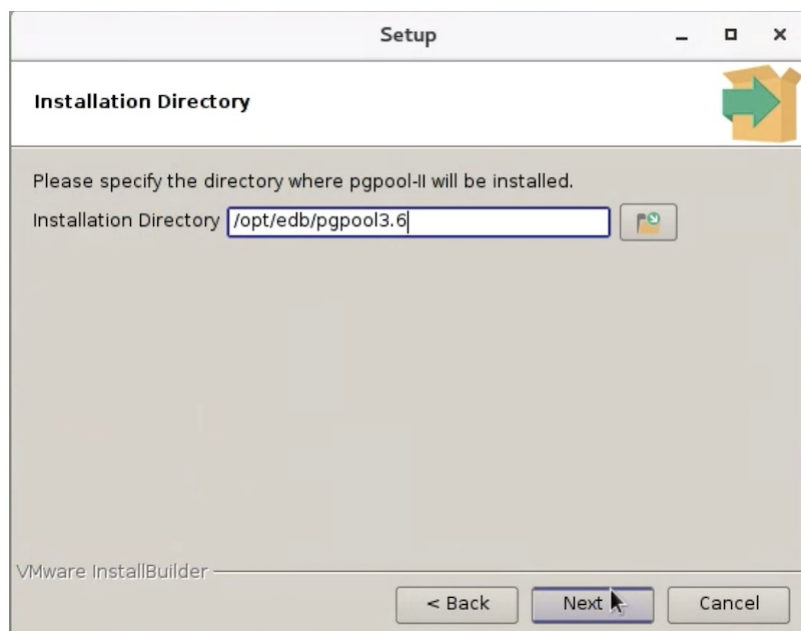 Setup
Installation Directory
Please specify the directory where pgpool-II will be installed.
Installation Directory /opt/edb/pgpool3.6
VMware InstallBuilder
< Back Next Cancel